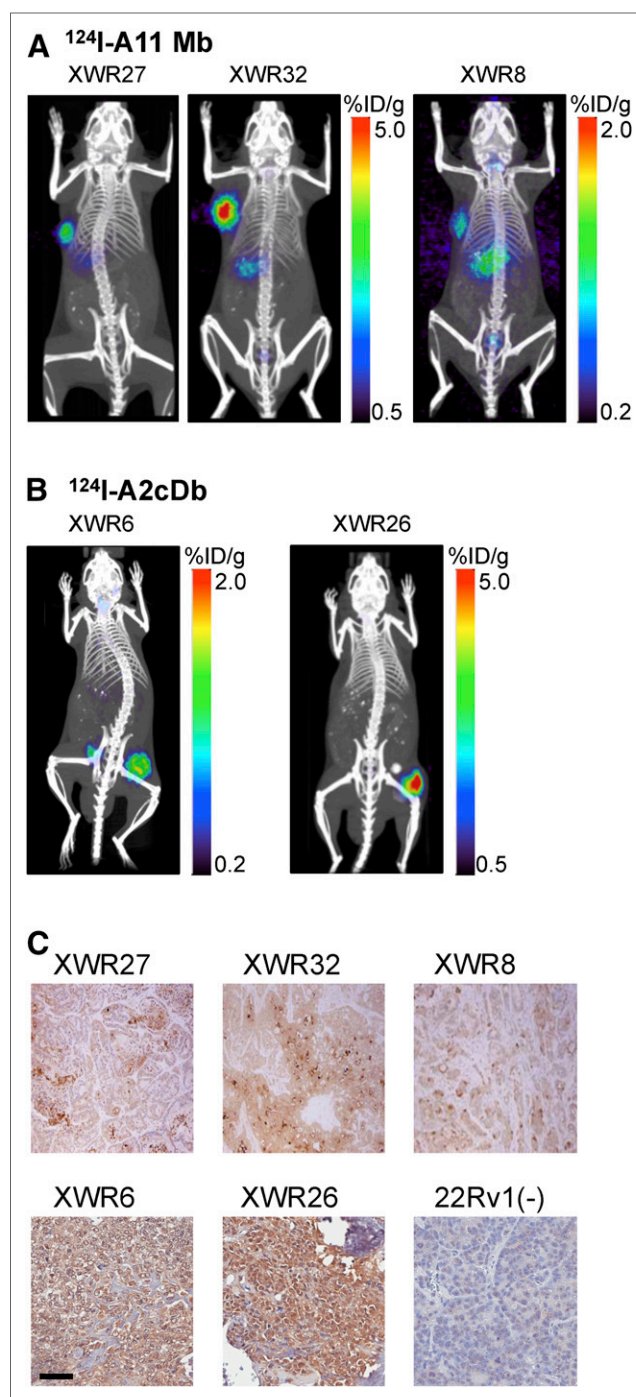 A ¹²⁴I-A11 Mb
XWR27 XWR32 XWR8
%ID/g %ID/g
5.0 2.0
0.5 0.2
B ¹²⁴I-A2cDb
XWR6 XWR26
%ID/g %ID/g
2.0 5.0
0.2 0.5
C
XWR27 XWR32 XWR8
XWR6 XWR26 22Rv1(-)